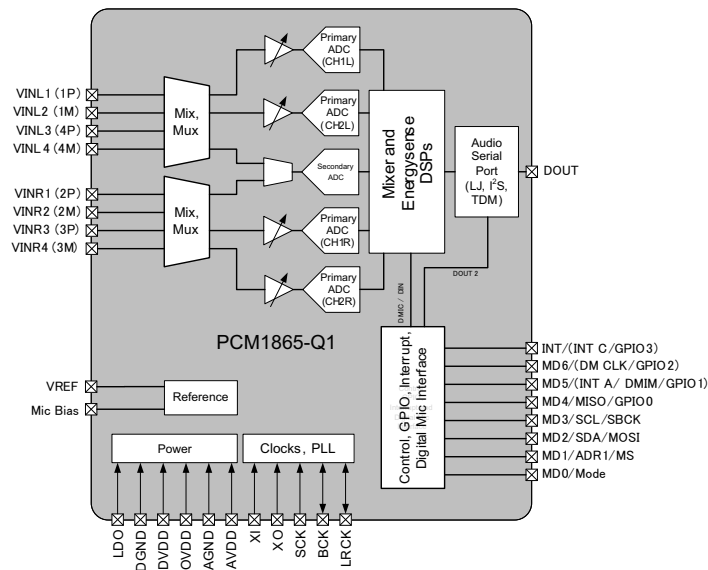 Primary
ADC
(CH1L)
VINL1 (1P)
VINL2 (1M)
VINL3 (4P)
VINL4 (4M)
Mix,
Mux
Primary
ADC
(CH2L)
Secondary
ADC
Mixer and
Energysense
DSPs
Audio
Serial
Port
(LJ, I²S,
TDM)
DOUT
VINR1 (2P)
VINR2 (2M)
VINR3 (3P)
VINR4 (3M)
Mix,
Mux
Primary
ADC
(CH1R)
Primary
ADC
(CH2R)
DMIC / DIN
DOUT 2
PCM1865-Q1
Control, GPIO, Interrupt,
Digital Mic Interface
INT/(INT C/GPIO3)
MD6/(DM CLK/GPIO2)
MD5/(INT A/ DMIM/GPIO1)
MD4/MISO/GPIO0
MD3/SCL/SBCK
MD2/SDA/MOSI
MD1/ADR1/MS
MD0/Mode
VREF
Mic Bias
Reference
Power
Clocks, PLL
LDO
DGND
DVDD
OVDD
AGND
AVDD
XI
XO
SCK
BCK
LRCK